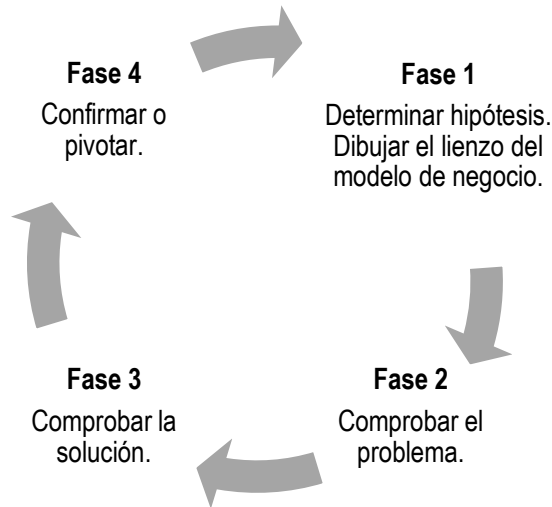 Fase 1
Determinar hipótesis.
Dibujar el lienzo del
modelo de negocio.
Fase 2
Comprobar el
problema.
Fase 3
Comprobar la
solución.
Fase 4
Confirmar o
pivotar.